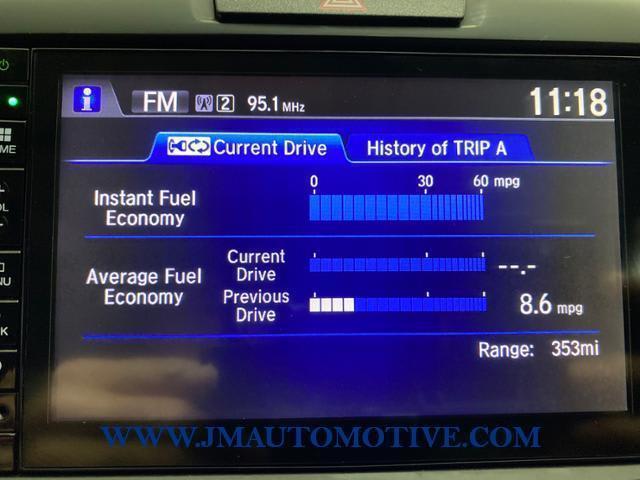 FM 2 95.1 MHz 11:18
Current Drive History of TRIP A
0 30 60 mpg
Instant Fuel
Economy
Average Fuel
Economy
Current
Drive
--.-
Previous
Drive
8.6 mpg
Range: 353mi
WWW.JMAUTOMOTIVE.COM